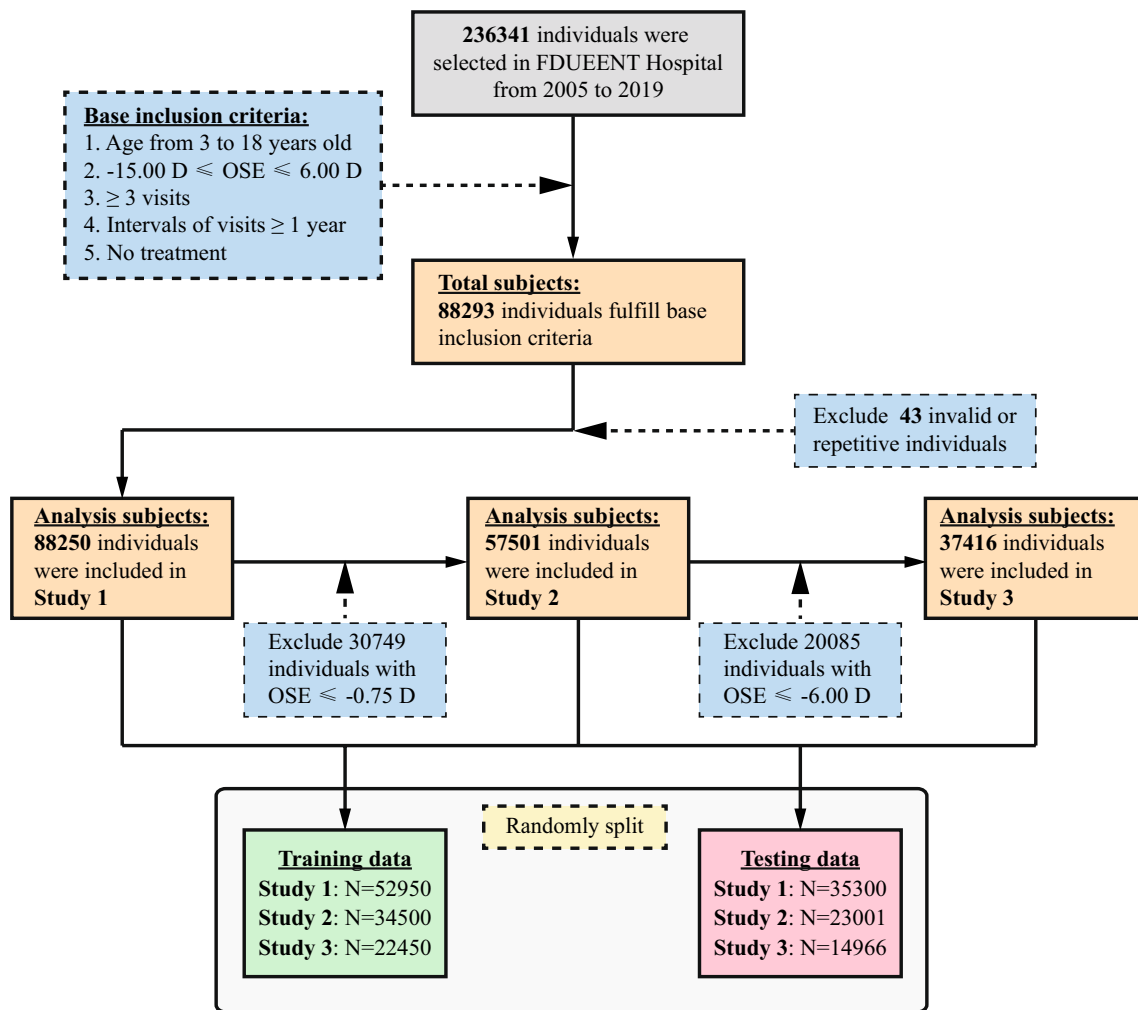 236341 individuals were
selected in FDUEENT Hospital
from 2005 to 2019
Base inclusion criteria:
1. Age from 3 to 18 years old
2. -15.00 D ⩽ OSE ⩽ 6.00 D
3. ≥ 3 visits
4. Intervals of visits ≥ 1 year
5. No treatment
Total subjects:
88293 individuals fulfill base
inclusion criteria
Exclude 43 invalid or
repetitive individuals
Analysis subjects:
88250 individuals
were included in
Study 1
Analysis subjects:
57501 individuals
were included in
Study 2
Analysis subjects:
37416 individuals
were included in
Study 3
Exclude 30749
individuals with
OSE ⩽ -0.75 D
Exclude 20085
individuals with
OSE ⩽ -6.00 D
Randomly split
Training data
Study 1: N=52950
Study 2: N=34500
Study 3: N=22450
Testing data
Study 1: N=35300
Study 2: N=23001
Study 3: N=14966